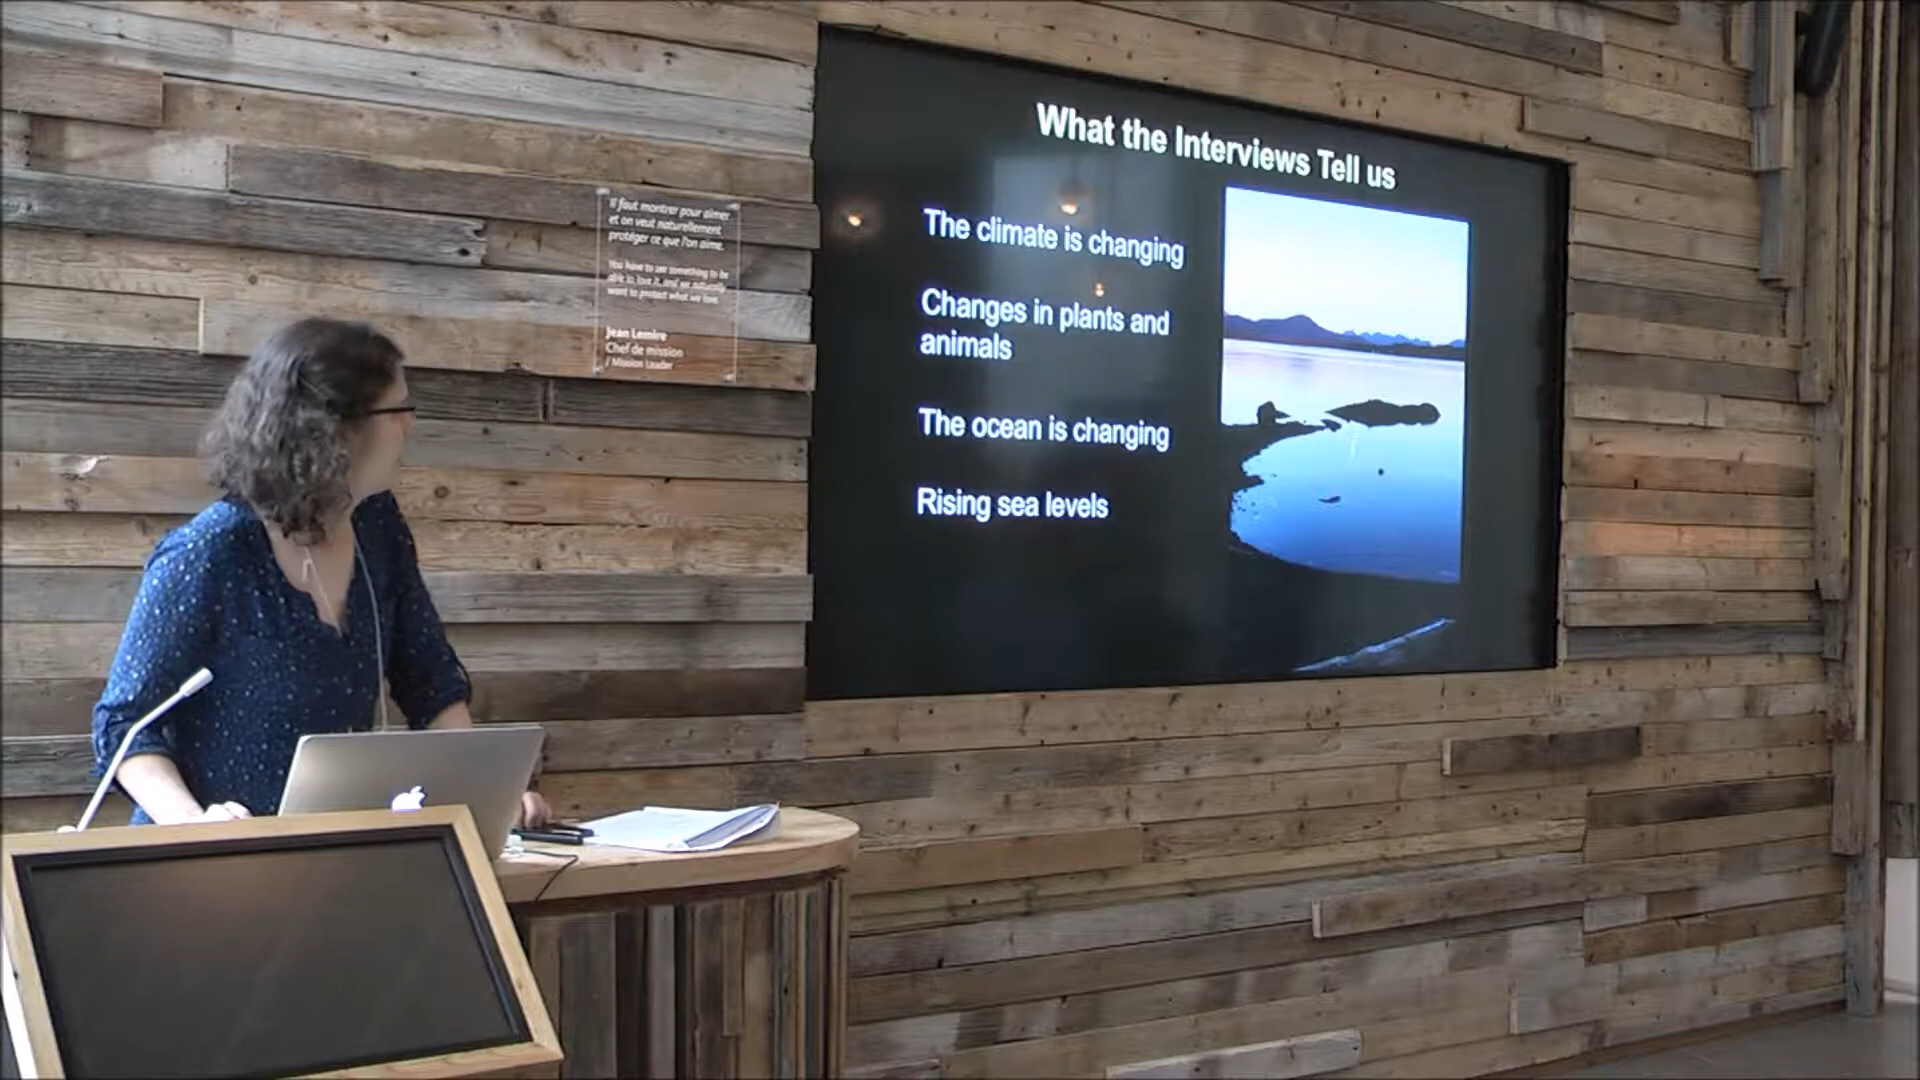 Il faut montrer pour aimer
et on veut naturellement
protéger ce que l'on aime.
You have to see something to be
able to love it, and we naturally
want to protect what we love.
Jean Lemire
Chef de mission
/ Mission Leader
What the Interviews Tell us
The climate is changing
Changes in plants and
animals
The ocean is changing
Rising sea levels